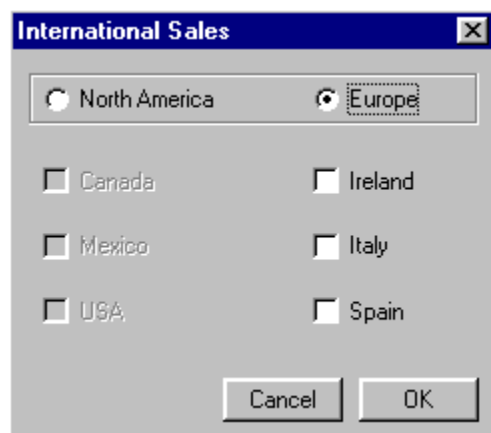 International Sales
North America Europe
Canada Ireland
Mexico Italy
USA Spain
Cancel OK